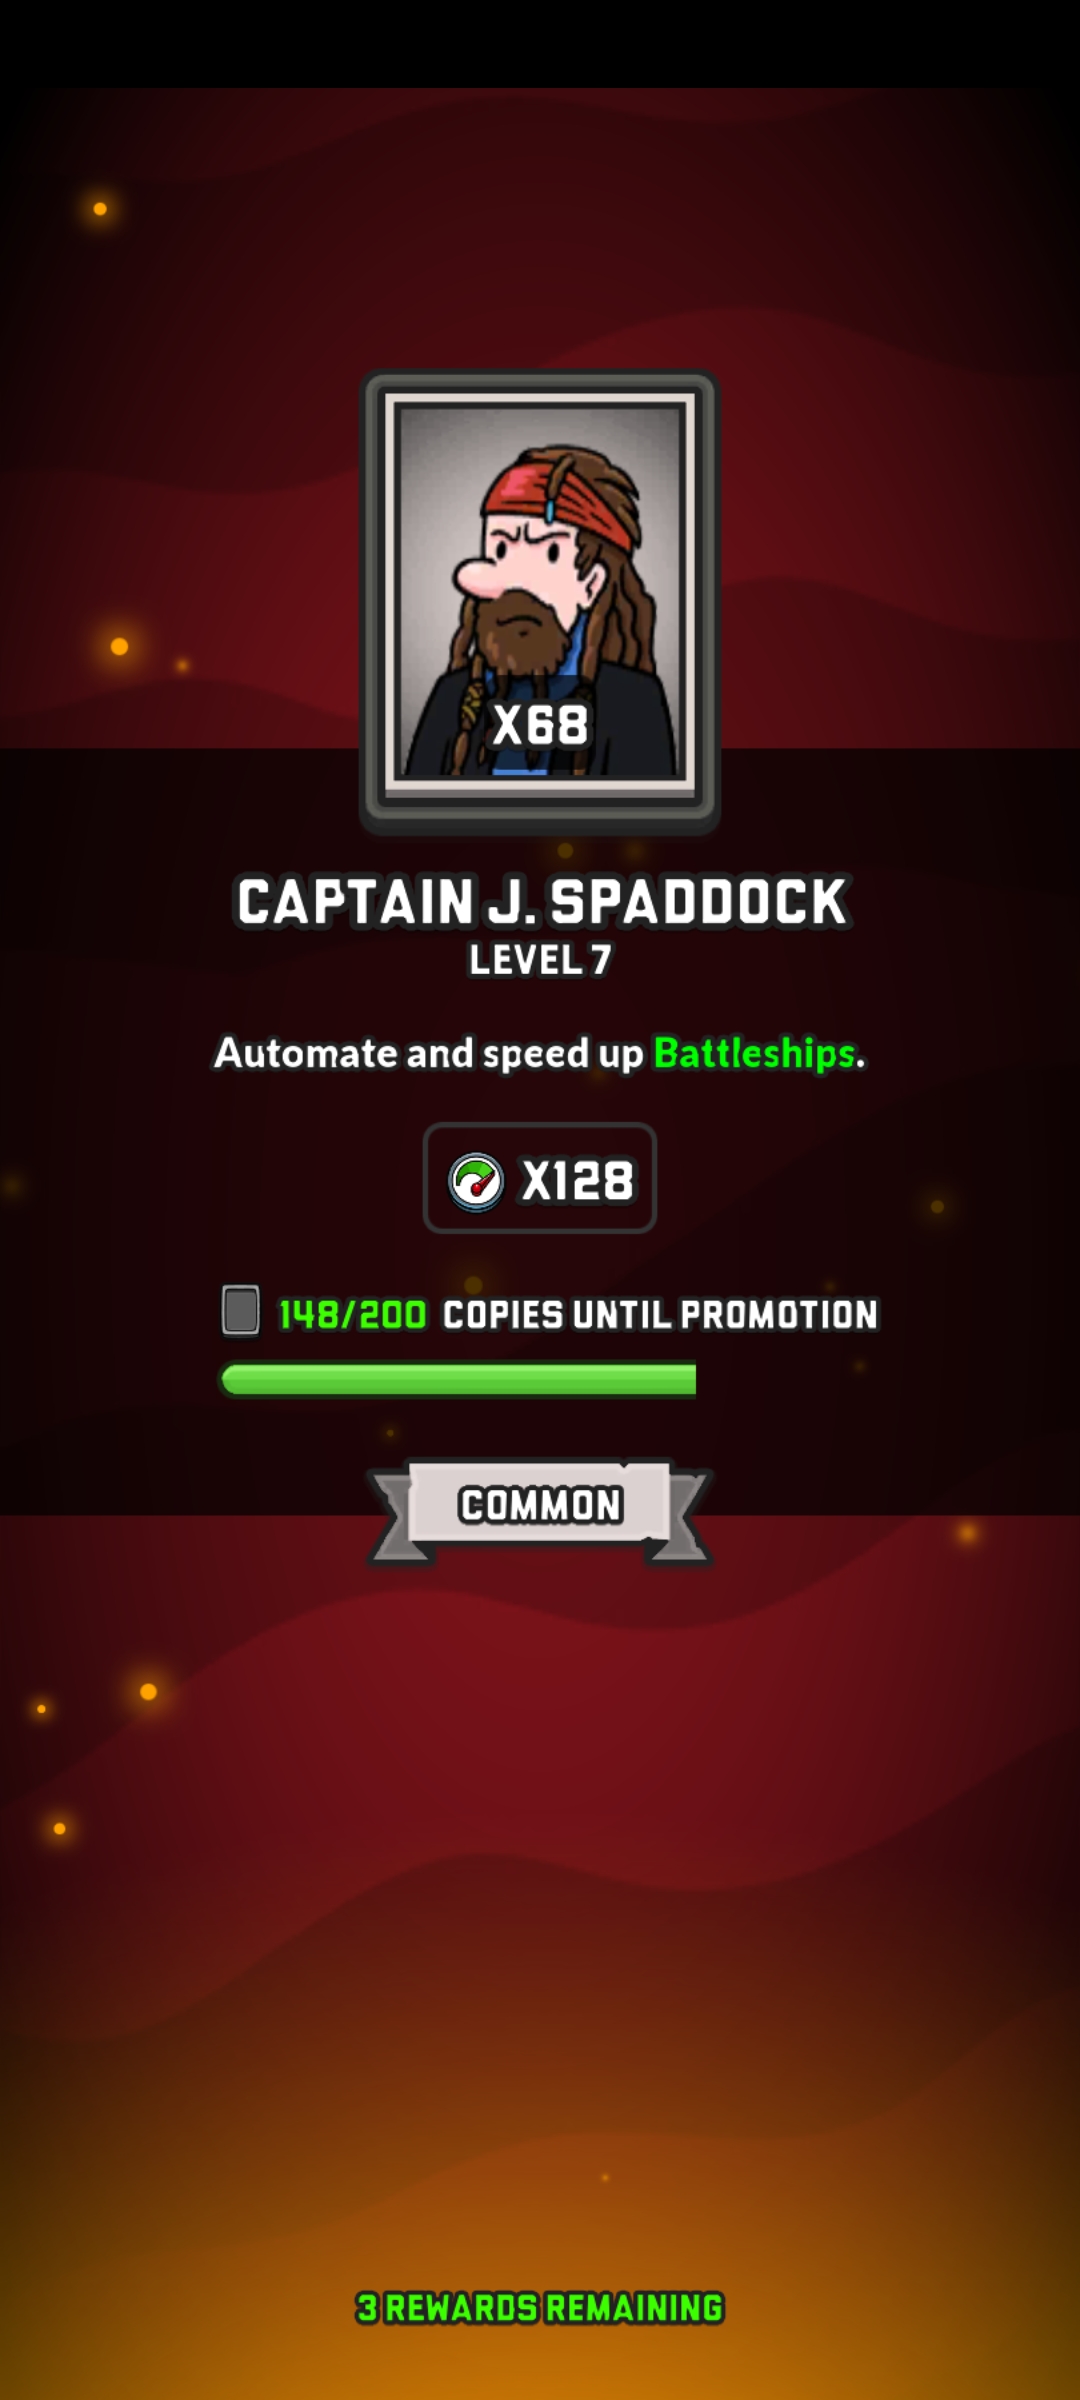 X68
CAPTAIN J. SPADDOCK
LEVEL 7
Automate and speed up Battleships.
X128
148/200 COPIES UNTIL PROMOTION
COMMON
3 REWARDS REMAINING